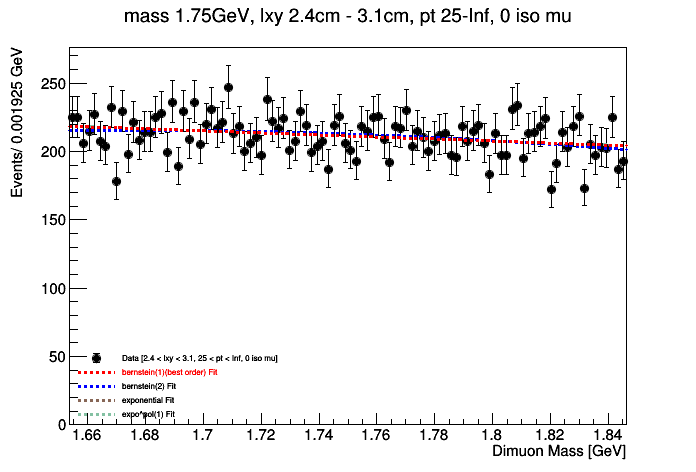 mass 1.75GeV, lxy 2.4cm - 3.1cm, pt 25-Inf, 0 iso mu
Events/ 0.001925 GeV
250
200
150
100
50
0
Data [2.4 < lxy < 3.1, 25 < pt < Inf, 0 iso mu]
bernstein(1)(best order) Fit
bernstein(2) Fit
exponential Fit
expo*pol(1) Fit
1.66 1.68 1.7 1.72 1.74 1.76 1.78 1.8 1.82 1.84
Dimuon Mass [GeV]